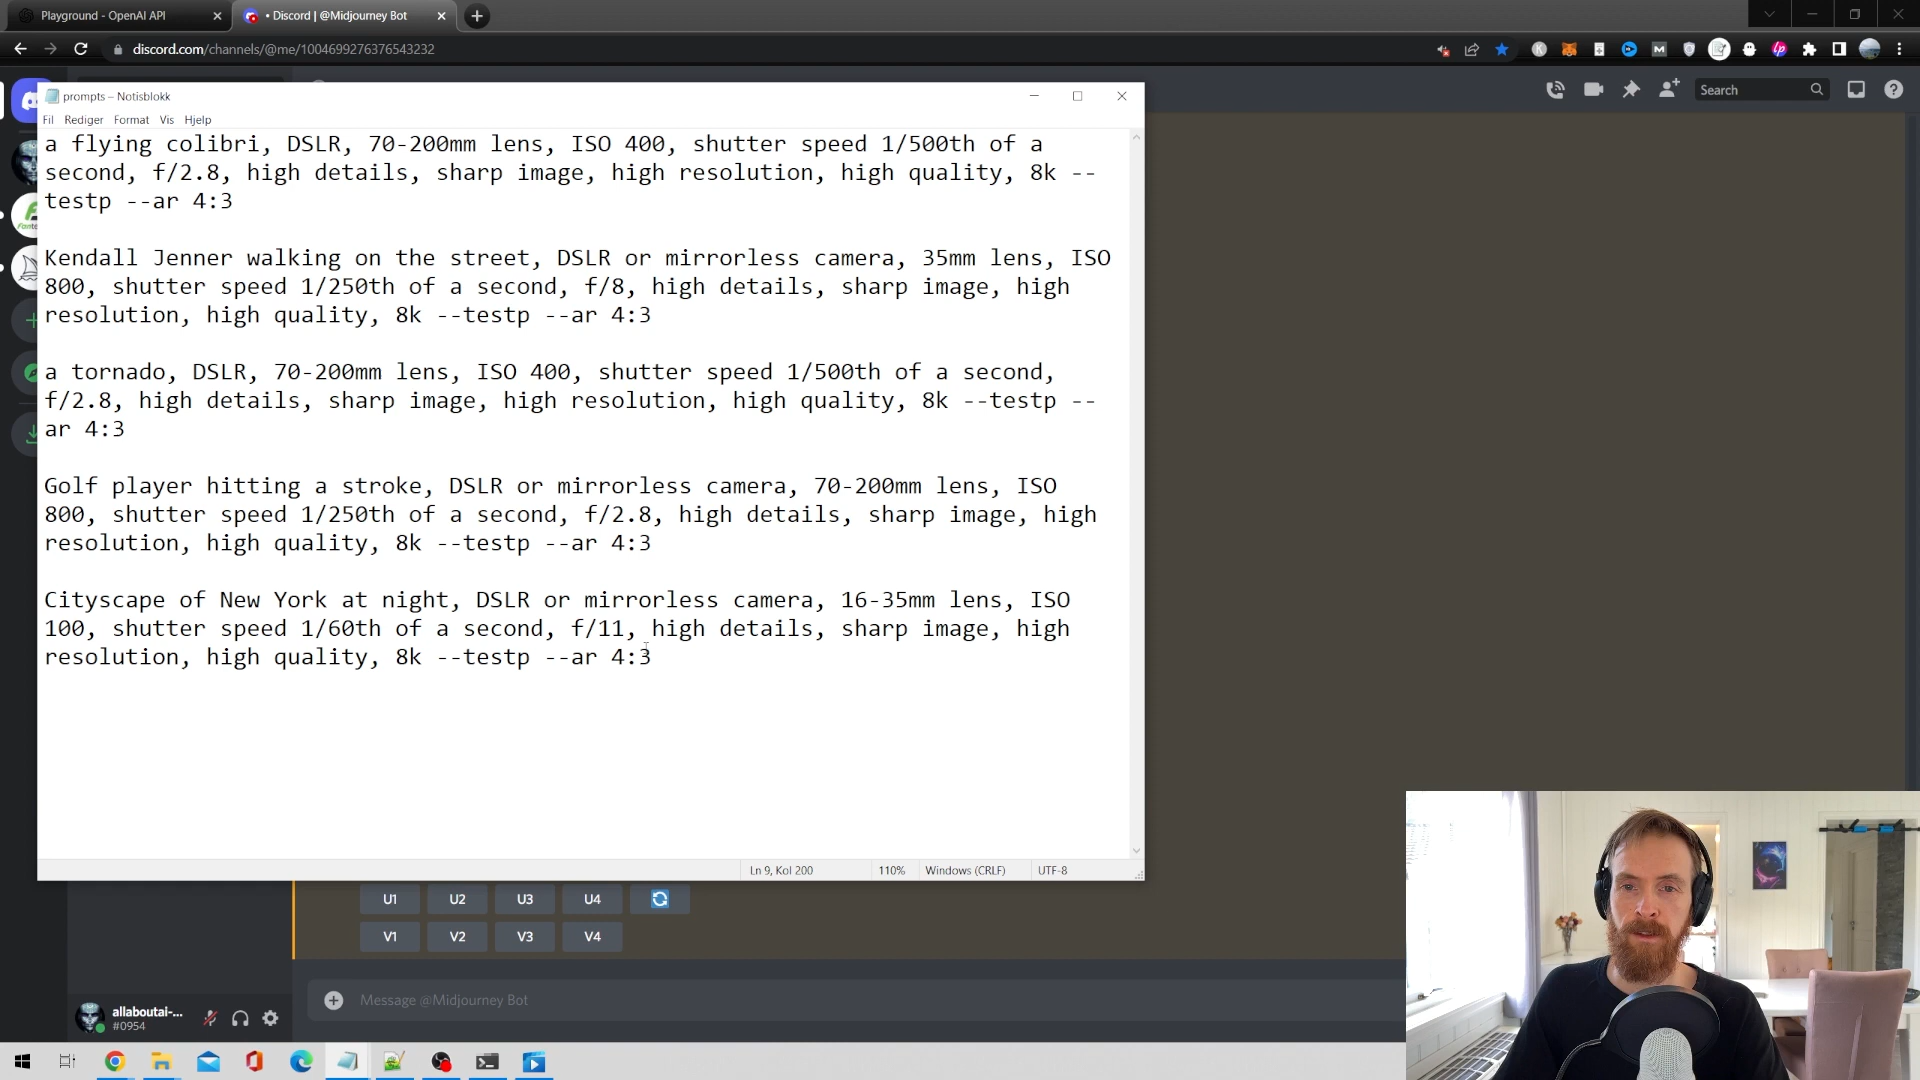 Playground - OpenAI API
• Discord | @Midjourney Bot
discord.com/channels/@me/1004699276376543232
prompts – Notisblokk
Fil Rediger Format Vis Hjelp
Search
a flying colibri, DSLR, 70-200mm lens, ISO 400, shutter speed 1/500th of a
second, f/2.8, high details, sharp image, high resolution, high quality, 8k --
testp --ar 4:3
Kendall Jenner walking on the street, DSLR or mirrorless camera, 35mm lens, ISO
800, shutter speed 1/250th of a second, f/8, high details, sharp image, high
resolution, high quality, 8k --testp --ar 4:3
a tornado, DSLR, 70-200mm lens, ISO 400, shutter speed 1/500th of a second,
f/2.8, high details, sharp image, high resolution, high quality, 8k --testp --
ar 4:3
Golf player hitting a stroke, DSLR or mirrorless camera, 70-200mm lens, ISO
800, shutter speed 1/250th of a second, f/2.8, high details, sharp image, high
resolution, high quality, 8k --testp --ar 4:3
Cityscape of New York at night, DSLR or mirrorless camera, 16-35mm lens, ISO
100, shutter speed 1/60th of a second, f/11, high details, sharp image, high
resolution, high quality, 8k --testp --ar 4:3
Ln 9, Kol 200
110%
Windows (CRLF)
UTF-8
U1 U2 U3 U4
V1 V2 V3 V4
Message @Midjourney Bot
allaboutai-...
#0954